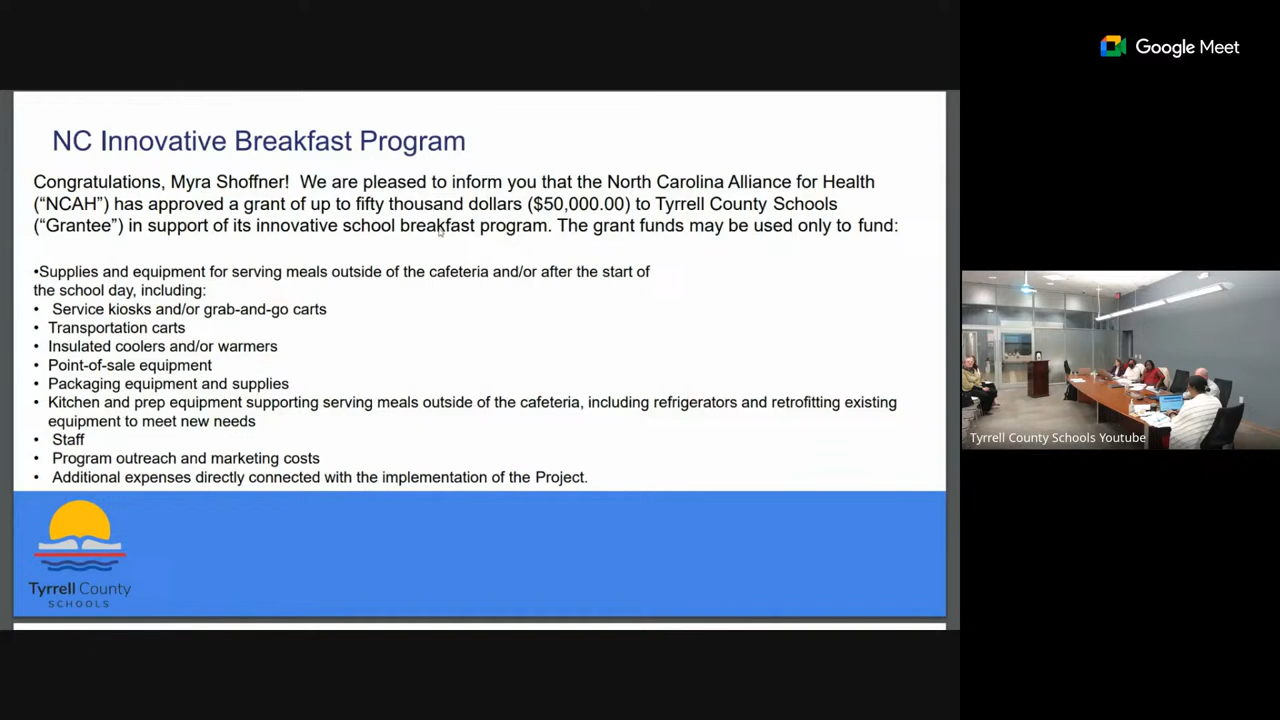 Google Meet
NC Innovative Breakfast Program
Congratulations, Myra Shoffner! We are pleased to inform you that the North Carolina Alliance for Health
(“NCAH”) has approved a grant of up to fifty thousand dollars ($50,000.00) to Tyrrell County Schools
(“Grantee”) in support of its innovative school breakfast program. The grant funds may be used only to fund:
•Supplies and equipment for serving meals outside of the cafeteria and/or after the start of
the school day, including:
• Service kiosks and/or grab-and-go carts
• Transportation carts
• Insulated coolers and/or warmers
• Point-of-sale equipment
• Packaging equipment and supplies
• Kitchen and prep equipment supporting serving meals outside of the cafeteria, including refrigerators and retrofitting existing
equipment to meet new needs
• Staff
• Program outreach and marketing costs
• Additional expenses directly connected with the implementation of the Project.
Tyrrell County
SCHOOLS
Tyrrell County Schools Youtube